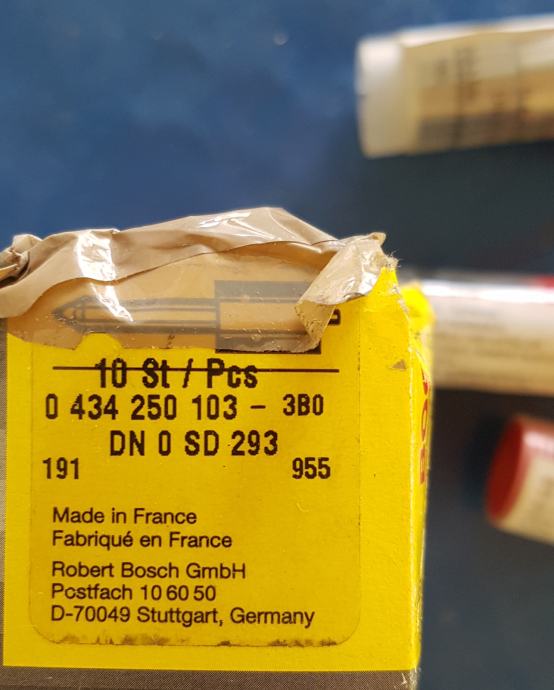 10 St / Pcs
0 434 250 103 - 3B0
DN 0 SD 293
191 955
Made in France
Fabriqué en France
Robert Bosch GmbH
Postfach 10 60 50
D-70049 Stuttgart, Germany